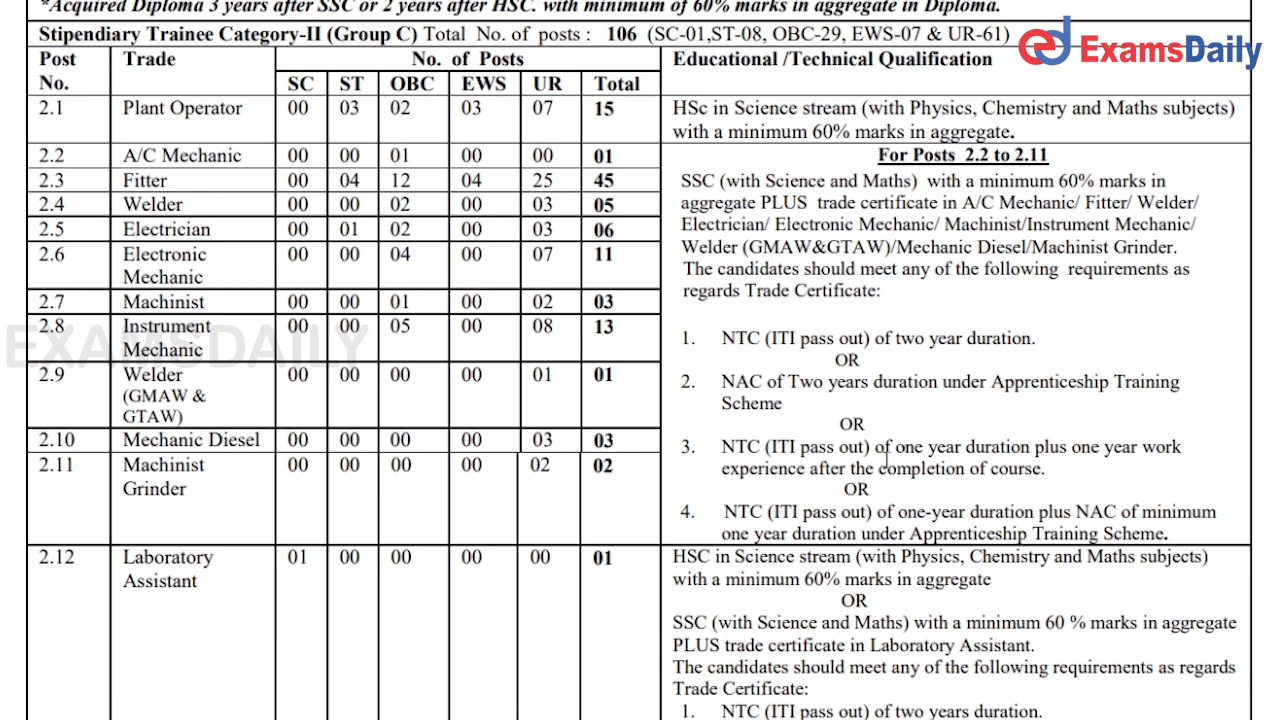 *Acquired Diploma 3 years after SSC or 2 years after HSC. with minimum of 60% marks in aggregate in Diploma.
Stipendiary Trainee Category-II (Group C) Total No. of posts : 106 (SC-01,ST-08, OBC-29, EWS-07 & UR-61)
ExamsDaily
Post No. Trade No. of Posts Educational /Technical Qualification
SC ST OBC EWS UR Total
2.1 Plant Operator 00 03 02 03 07 15 HSc in Science stream (with Physics, Chemistry and Maths subjects)
with a minimum 60% marks in aggregate.
2.2 A/C Mechanic 00 00 01 00 00 01
2.3 Fitter 00 04 12 04 25 45
2.4 Welder 00 00 02 00 03 05
2.5 Electrician 00 01 02 00 03 06
2.6 Electronic 00 00 04 00 07 11
Mechanic
2.7 Machinist 00 00 01 00 02 03
2.8 Instrument 00 00 05 00 08 13
Mechanic
2.9 Welder 00 00 00 00 01 01
(GMAW &
GTAW)
2.10 Mechanic Diesel 00 00 00 00 03 03
2.11 Machinist 00 00 00 00 02 02
Grinder
EXAMSDAILY
For Posts 2.2 to 2.11
SSC (with Science and Maths) with a minimum 60% marks in
aggregate PLUS trade certificate in A/C Mechanic/ Fitter/ Welder/
Electrician/ Electronic Mechanic/ Machinist/Instrument Mechanic/
Welder (GMAW&GTAW)/Mechanic Diesel/Machinist Grinder.
The candidates should meet any of the following requirements as
regards Trade Certificate:
1. NTC (ITI pass out) of two year duration.
OR
2. NAC of Two years duration under Apprenticeship Training
Scheme
OR
3. NTC (ITI pass out) of one year duration plus one year work
experience after the completion of course.
OR
4. NTC (ITI pass out) of one-year duration plus NAC of minimum
one year duration under Apprenticeship Training Scheme.
2.12 Laboratory 01 00 00 00 00 01
Assistant
HSC in Science stream (with Physics, Chemistry and Maths subjects)
with a minimum 60% marks in aggregate
OR
SSC (with Science and Maths) with a minimum 60 % marks in aggregate
PLUS trade certificate in Laboratory Assistant.
The candidates should meet any of the following requirements as regards
Trade Certificate:
1. NTC (ITI pass out) of two years duration.